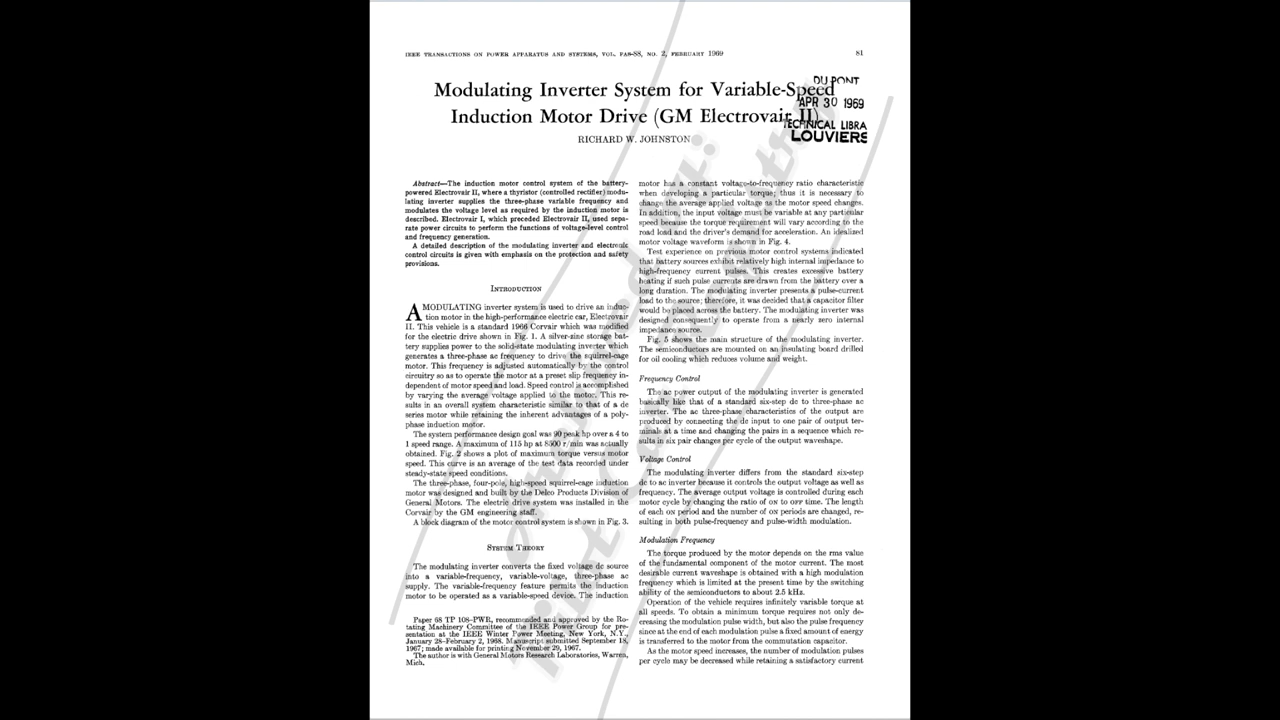 IEEE TRANSACTIONS ON POWER APPARATUS AND SYSTEMS, VOL. PAS-88, NO. 2, FEBRUARY 1969
81
Modulating Inverter System for Variable-Speed
Induction Motor Drive (GM Electrovair II)
DU PONT
APR 30 1969
TECHNICAL LIBRA
LOUVIERS
RICHARD W. JOHNSTON
Abstract—The induction motor control system of the battery-
powered Electrovair II, where a thyristor (controlled rectifier) modu-
lating inverter supplies the three-phase variable frequency and
modulates the voltage level as required by the induction motor is
described. Electrovair I, which preceded Electrovair II, used sepa-
rate power circuits to perform the functions of voltage-level control
and frequency generation.
A detailed description of the modulating inverter and electronic
control circuits is given with emphasis on the protection and safety
provisions.
INTRODUCTION
A MODULATING inverter system is used to drive an induc-
tion motor in the high-performance electric car, Electrovair
II. This vehicle is a standard 1966 Corvair which was modified
for the electric drive shown in Fig. 1. A silver-zinc storage bat-
tery supplies power to the solid-state modulating inverter which
generates a three-phase ac frequency to drive the squirrel-cage
motor. This frequency is adjusted automatically by the control
circuitry so as to operate the motor at a preset slip frequency in-
dependent of motor speed and load. Speed control is accomplished
by varying the average voltage applied to the motor. This re-
sults in an overall system characteristic similar to that of a dc
series motor while retaining the inherent advantages of a poly-
phase induction motor.
The system performance design goal was 90 peak hp over a 4 to
1 speed range. A maximum of 115 hp at 8500 r/min was actually
obtained. Fig. 2 shows a plot of maximum torque versus motor
speed. This curve is an average of the test data recorded under
steady-state speed conditions.
The three-phase, four-pole, high-speed squirrel-cage induction
motor was designed and built by the Delco Products Division of
General Motors. The electric drive system was installed in the
Corvair by the GM engineering staff.
A block diagram of the motor control system is shown in Fig. 3.
SYSTEM THEORY
The modulating inverter converts the fixed voltage dc source
into a variable-frequency, variable-voltage, three-phase ac
supply. The variable-frequency feature permits the induction
motor to be operated as a variable-speed device. The induction
Paper 68 TP 108-PWR, recommended and approved by the Ro-
tating Machinery Committee of the IEEE Power Group for pre-
sentation at the IEEE Winter Power Meeting, New York, N.Y.,
January 28-February 2, 1968. Manuscript submitted September 18,
1967; made available for printing November 29, 1967.
The author is with General Motors Research Laboratories, Warren,
Mich.
motor has a constant voltage-to-frequency ratio characteristic
when developing a particular torque; thus it is necessary to
change the average applied voltage as the motor speed changes.
In addition, the input voltage must be variable at any particular
speed because the torque requirement will vary according to the
road load and the driver's demand for acceleration. An idealized
motor voltage waveform is shown in Fig. 4.
Test experience on previous motor control systems indicated
that battery sources exhibit relatively high internal impedance to
high-frequency current pulses. This creates excessive battery
heating if such pulse currents are drawn from the battery over a
long duration. The modulating inverter presents a pulse-current
load to the source; therefore, it was decided that a capacitor filter
would be placed across the battery. The modulating inverter was
designed consequently to operate from a nearly zero internal
impedance source.
Fig. 5 shows the main structure of the modulating inverter.
The semiconductors are mounted on an insulating board drilled
for oil cooling which reduces volume and weight.
Frequency Control
The ac power output of the modulating inverter is generated
basically like that of a standard six-step dc to three-phase ac
inverter. The ac three-phase characteristics of the output are
produced by connecting the dc input to one pair of output ter-
minals at a time and changing the pairs in a sequence which re-
sults in six pair changes per cycle of the output waveshape.
Voltage Control
The modulating inverter differs from the standard six-step
dc to ac inverter because it controls the output voltage as well as
frequency. The average output voltage is controlled during each
motor cycle by changing the ratio of ON to OFF time. The length
of each ON period and the number of ON periods are changed, re-
sulting in both pulse-frequency and pulse-width modulation.
Modulation Frequency
The torque produced by the motor depends on the rms value
of the fundamental component of the motor current. The most
desirable current waveshape is obtained with a high modulation
frequency which is limited at the present time by the switching
ability of the semiconductors to about 2.5 kHz.
Operation of the vehicle requires infinitely variable torque at
all speeds. To obtain a minimum torque requires not only de-
creasing the modulation pulse width, but also the pulse frequency
since at the end of each modulation pulse a fixed amount of energy
is transferred to the motor from the commutation capacitor.
As the motor speed increases, the number of modulation pulses
per cycle may be decreased while retaining a satisfactory current